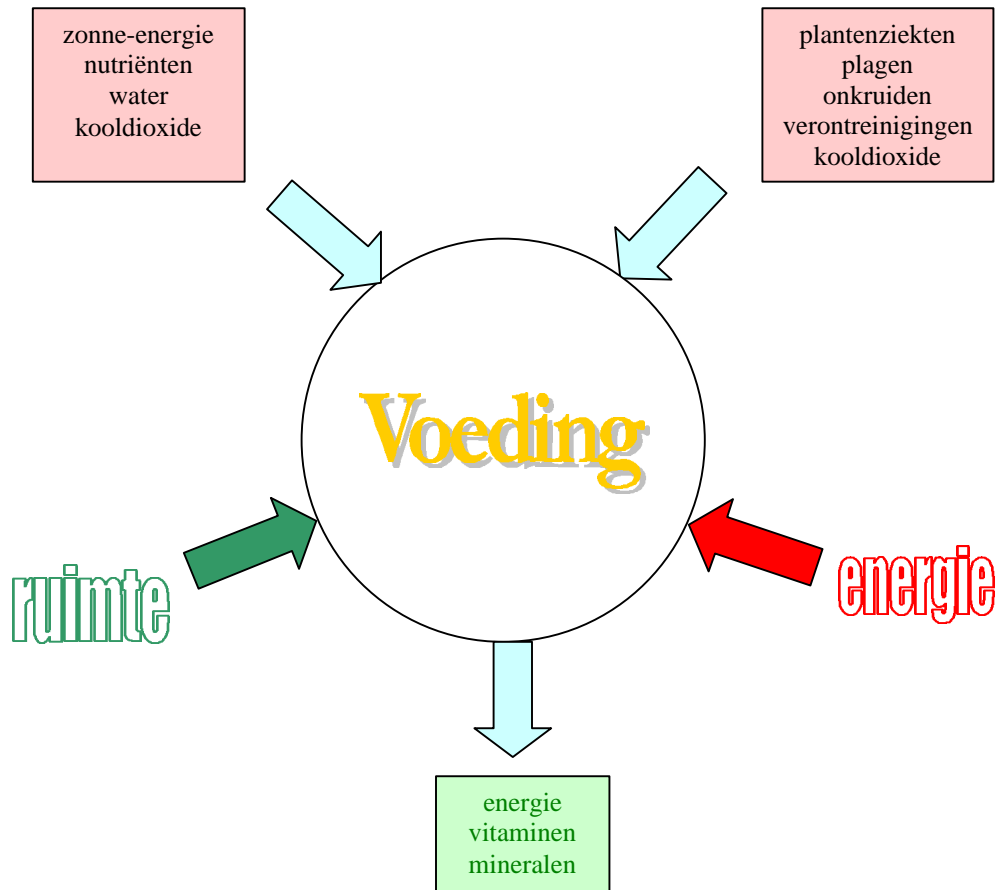 zonne-energie
nutriënten
water
kooldioxide
plantenziekten
plagen
onkruiden
verontreinigingen
kooldioxide
Voeding
ruimte
energie
energie
vitaminen
mineralen